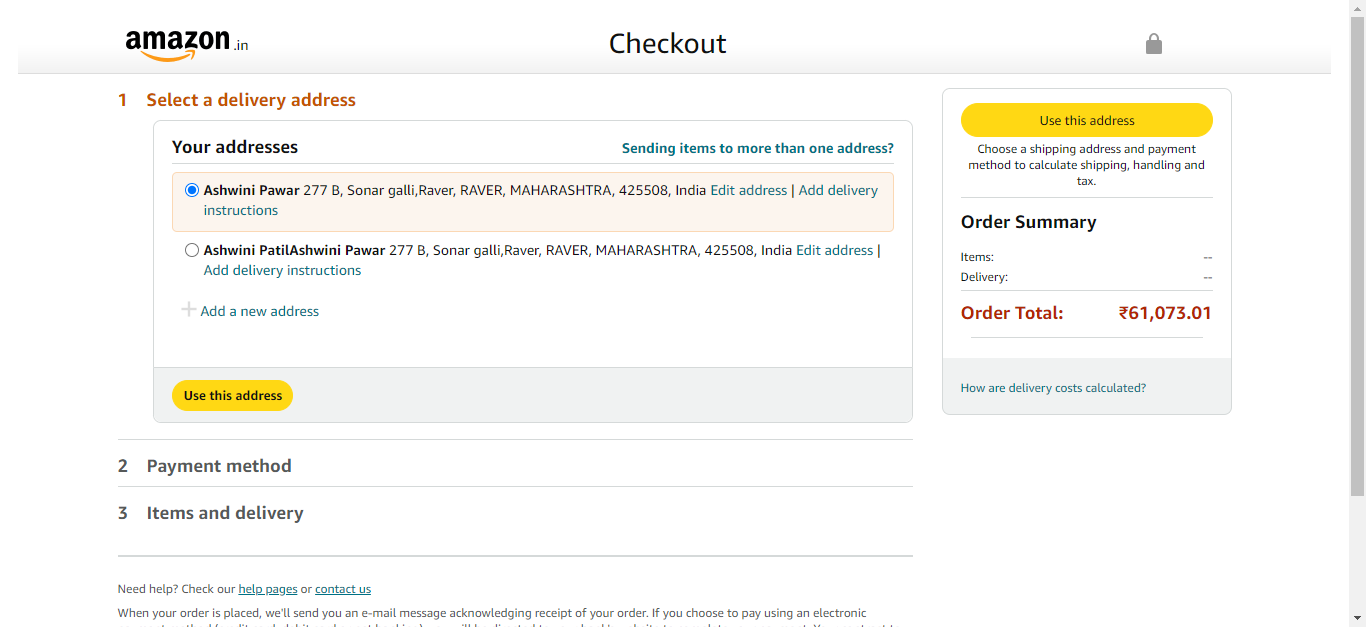 amazon.in
Checkout
1 Select a delivery address
Your addresses
Sending items to more than one address?
Ashwini Pawar 277 B, Sonar galli,Raver, RAVER, MAHARASHTRA, 425508, India Edit address | Add delivery
instructions
Ashwini PatilAshwini Pawar 277 B, Sonar galli,Raver, RAVER, MAHARASHTRA, 425508, India Edit address |
Add delivery instructions
Add a new address
Use this address
2 Payment method
3 Items and delivery
Need help? Check our help pages or contact us
When your order is placed, we'll send you an e-mail message acknowledging receipt of your order. If you choose to pay using an electronic
Use this address
Choose a shipping address and payment
method to calculate shipping, handling and
tax.
Order Summary
Items: --
Delivery: --
Order Total: ₹61,073.01
How are delivery costs calculated?